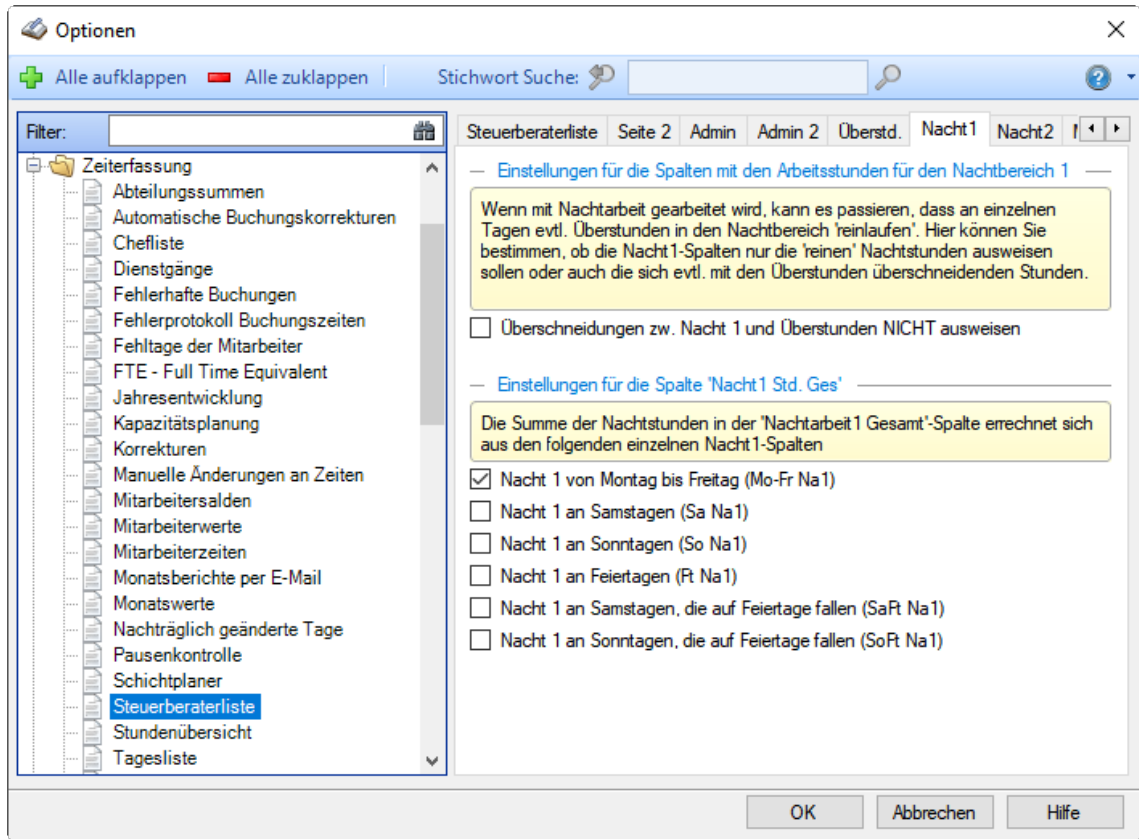 Optionen
Alle aufklappen Alle zuklappen Stichwort Suche:
Filter:
Zeiterfassung
Abteilungssummen
Automatische Buchungskorrekturen
Chefliste
Dienstgänge
Fehlerhafte Buchungen
Fehlerprotokoll Buchungszeiten
Fehltage der Mitarbeiter
FTE - Full Time Equivalent
Jahresentwicklung
Kapazitätsplanung
Korrekturen
Manuelle Änderungen an Zeiten
Mitarbeitersalden
Mitarbeiterwerte
Mitarbeiterzeiten
Monatsberichte per E-Mail
Monatswerte
Nachträglich geänderte Tage
Pausenkontrolle
Schichtplaner
Steuerberaterliste
Stundenübersicht
Tagesliste
Steuerberaterliste Seite 2 Admin Admin 2 Überstd. Nacht1 Nacht2
Einstellungen für die Spalten mit den Arbeitsstunden für den Nachtbereich 1
Wenn mit Nachtarbeit gearbeitet wird, kann es passieren, dass an einzelnen
Tagen evtl. Überstunden in den Nachtbereich 'reinlaufen'. Hier können Sie
bestimmen, ob die Nacht1-Spalten nur die 'reinen' Nachtstunden ausweisen
sollen oder auch die sich evtl. mit den Überstunden überschneidenden Stunden.
Überschneidungen zw. Nacht 1 und Überstunden NICHT ausweisen
Einstellungen für die Spalte 'Nacht1 Std. Ges'
Die Summe der Nachtstunden in der 'Nachtarbeit1 Gesamt'-Spalte errechnet sich
aus den folgenden einzelnen Nacht1-Spalten
Nacht 1 von Montag bis Freitag (Mo-Fr Na1)
Nacht 1 an Samstagen (Sa Na1)
Nacht 1 an Sonntagen (So Na1)
Nacht 1 an Feiertagen (Ft Na1)
Nacht 1 an Samstagen, die auf Feiertage fallen (SaFt Na1)
Nacht 1 an Sonntagen, die auf Feiertage fallen (SoFt Na1)
OK Abbrechen Hilfe